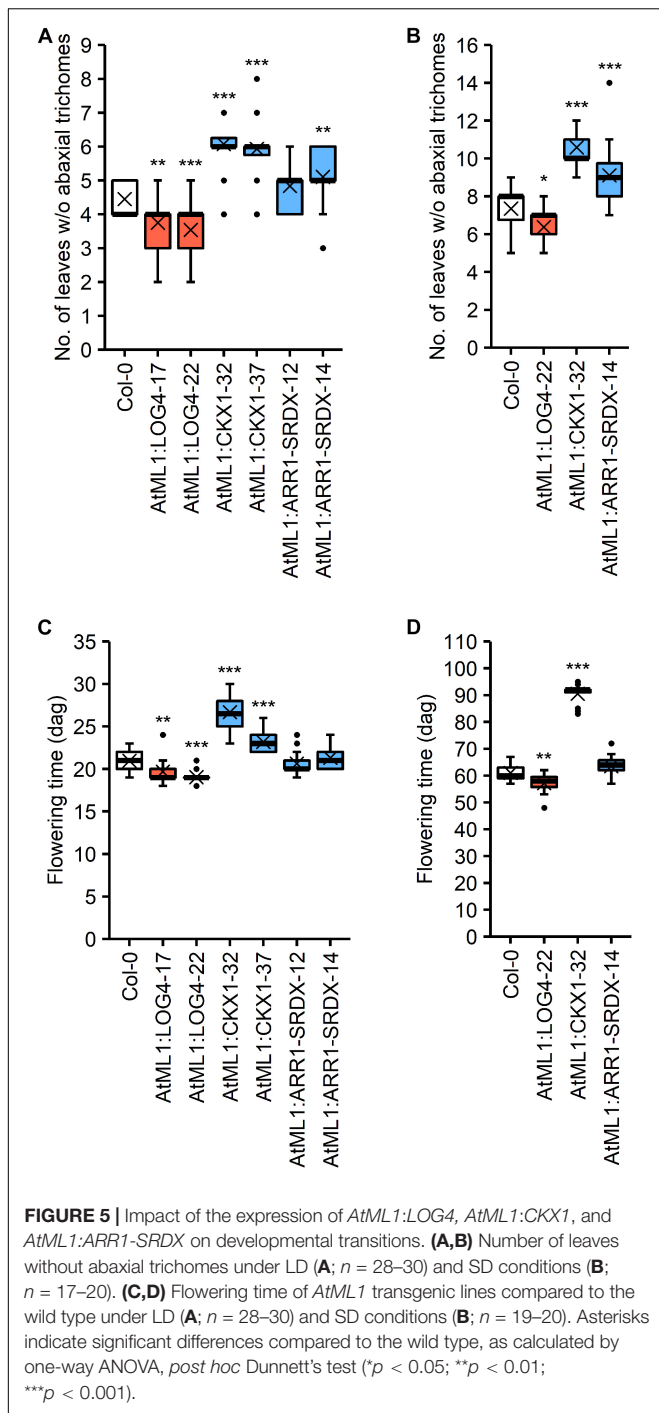 A
No. of leaves w/o abaxial trichomes
9
8
7
6
5
4
3
2
1
0
** *** *** *** **
Col-0
AtML1:LOG4-17
AtML1:LOG4-22
AtML1:CKX1-32
AtML1:CKX1-37
AtML1:ARR1-SRDX-12
AtML1:ARR1-SRDX-14
B
No. of leaves w/o abaxial trichomes
16
14
12
10
8
6
4
2
0
* *** ***
Col-0
AtML1:LOG4-22
AtML1:CKX1-32
AtML1:ARR1-SRDX-14
C
Flowering time (dag)
35
30
25
20
15
10
5
0
** *** *** ***
Col-0
AtML1:LOG4-17
AtML1:LOG4-22
AtML1:CKX1-32
AtML1:CKX1-37
AtML1:ARR1-SRDX-12
AtML1:ARR1-SRDX-14
D
Flowering time (dag)
110
100
90
80
70
60
50
40
30
20
10
0
** ***
Col-0
AtML1:LOG4-22
AtML1:CKX1-32
AtML1:ARR1-SRDX-14
FIGURE 5 | Impact of the expression of AtML1:LOG4, AtML1:CKX1, and
AtML1:ARR1-SRDX on developmental transitions. (A,B) Number of leaves
without abaxial trichomes under LD (A; n = 28–30) and SD conditions (B;
n = 17–20). (C,D) Flowering time of AtML1 transgenic lines compared to the
wild type under LD (A; n = 28–30) and SD conditions (B; n = 19–20). Asterisks
indicate significant differences compared to the wild type, as calculated by
one-way ANOVA, post hoc Dunnett's test (*p < 0.05; **p < 0.01;
***p < 0.001).